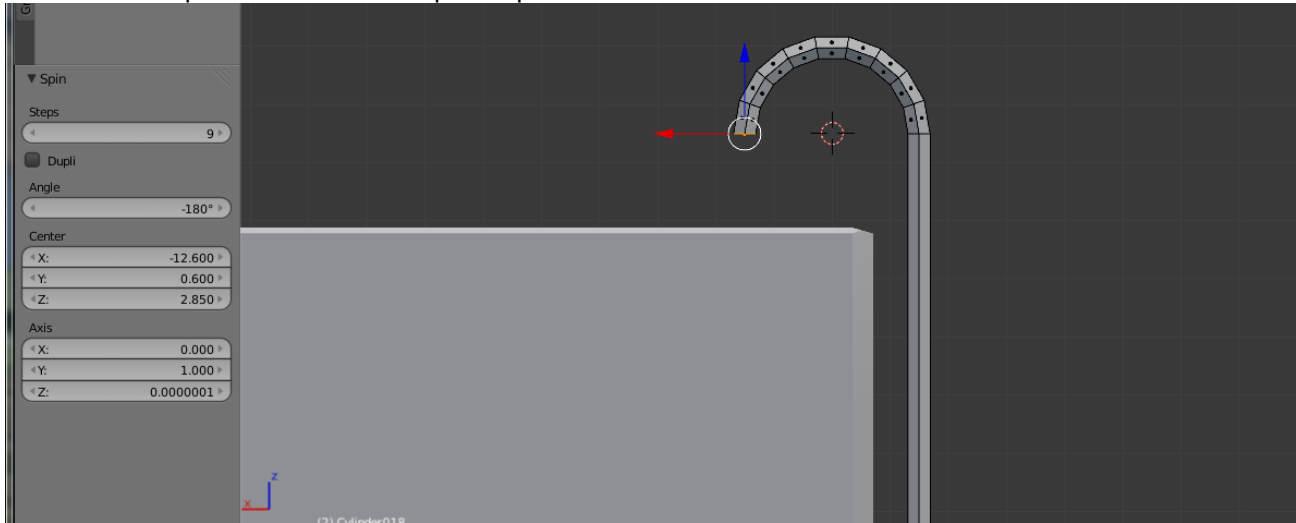 Spin
Steps
9
Dupli
Angle
-180°
Center
X: -12.600
Y: 0.600
Z: 2.850
Axis
X: 0.000
Y: 1.000
Z: 0.0000001
z
x
(2) Cylinder018